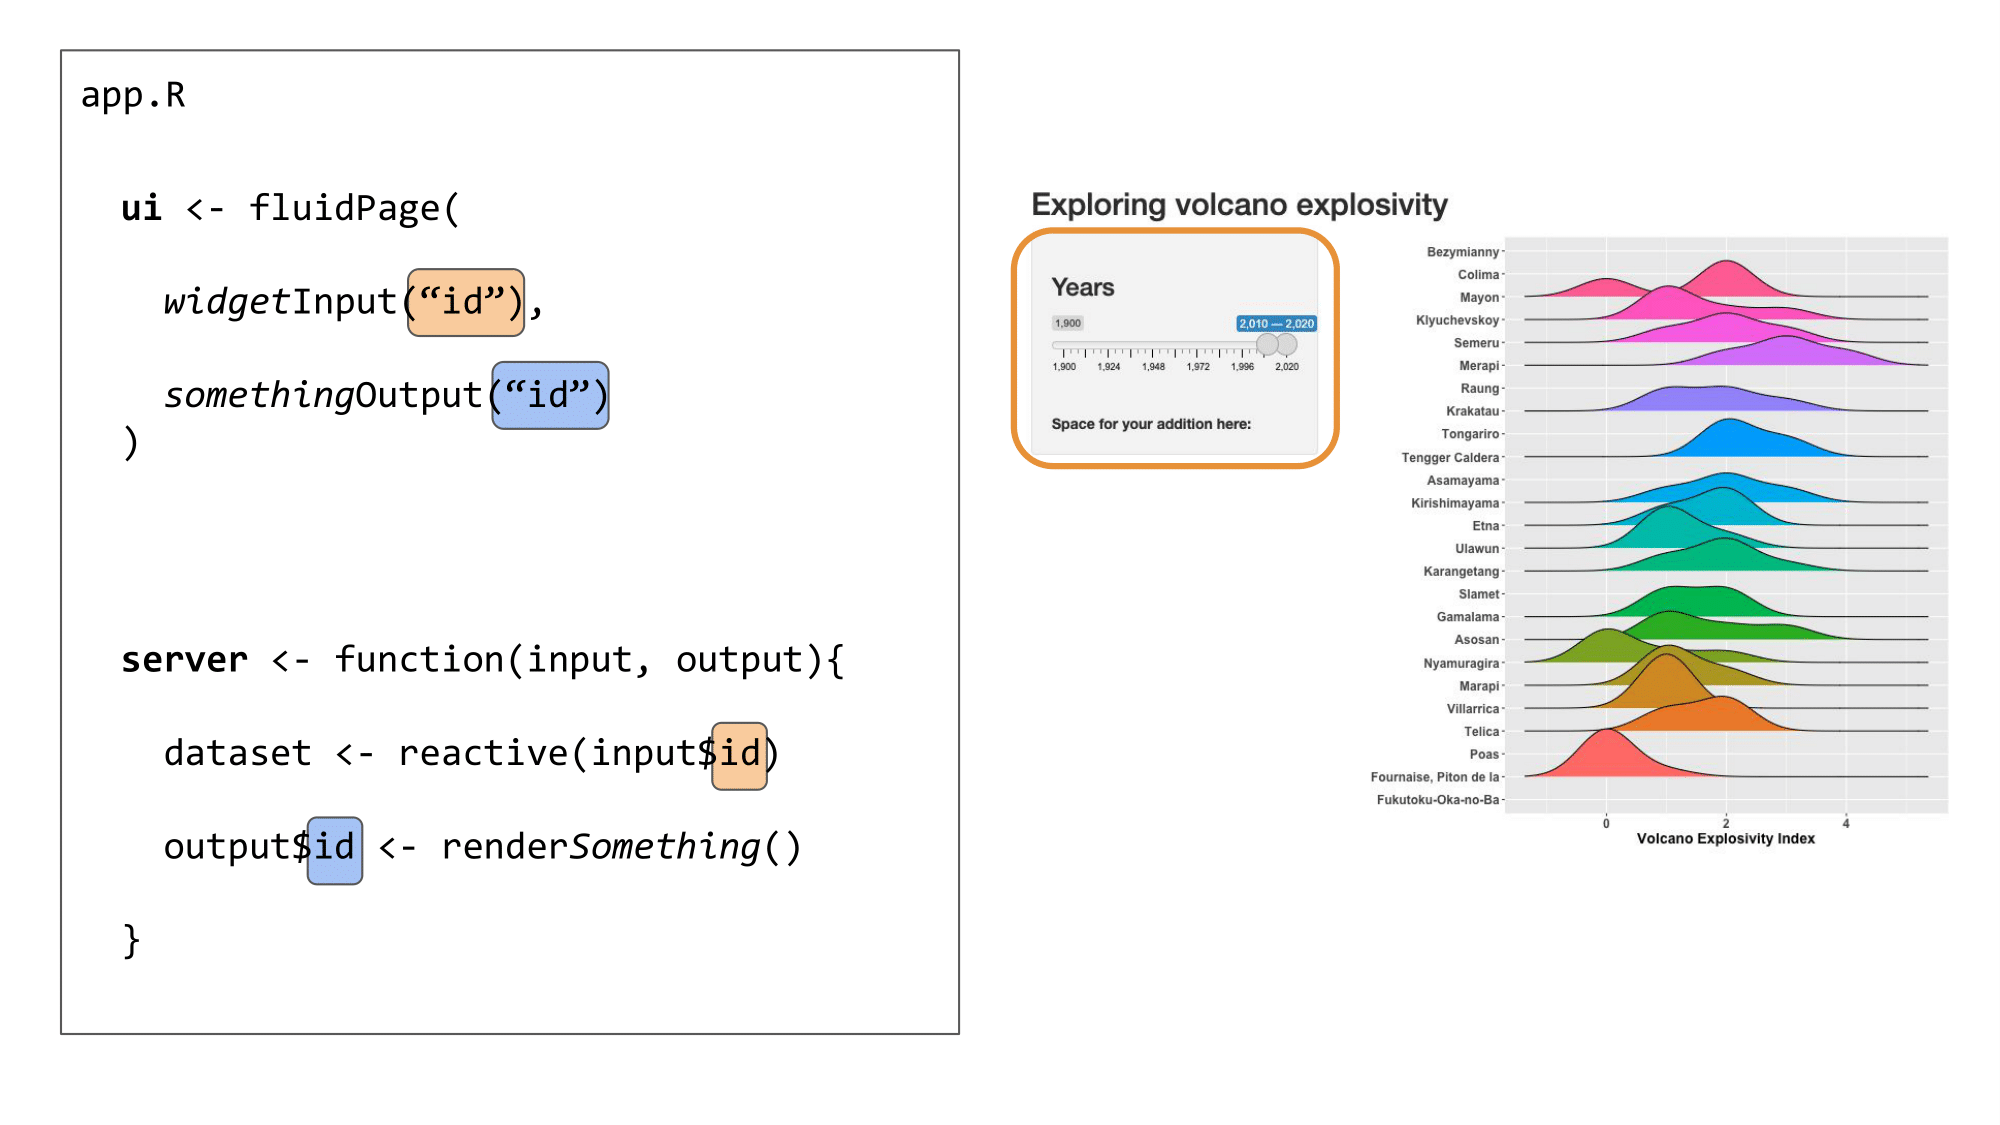 app.R
ui <- fluidPage(
widgetInput(“id”),
somethingOutput(“id”)
)
server <- function(input, output){
dataset <- reactive(input$id)
output$id <- renderSomething()
}
Exploring volcano explosivity
Years
1,900
2,010 — 2,020
1,900 1,924 1,948 1,972 1,996 2,020
Space for your addition here:
Bezymianny
Colima
Mayon
Klyuchevskoy
Semeru
Merapi
Raung
Krakatau
Tongariro
Tengger Caldera
Asamayama
Kirishimayama
Etna
Ulawun
Karangetang
Slamet
Gamalama
Asosan
Nyamuragira
Marapi
Villarrica
Telica
Poas
Fournaise, Piton de la
Fukutoku-Oka-no-Ba
0 2 4
Volcano Explosivity Index